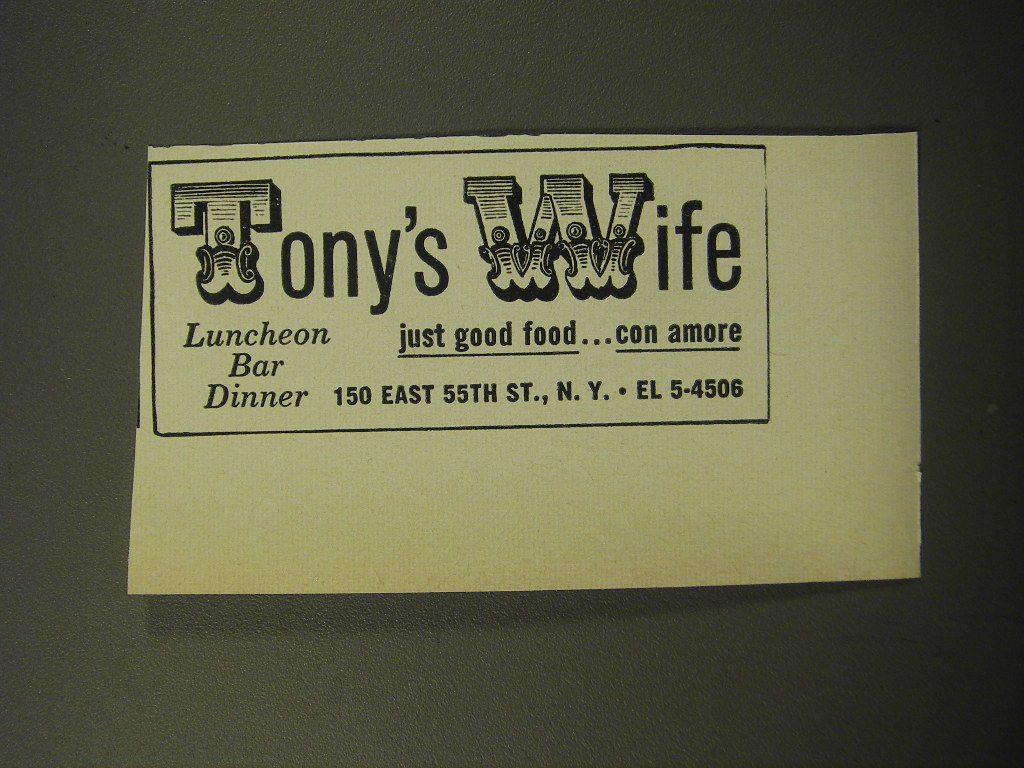 Tony's Wife
Luncheon
Bar
Dinner
just good food...con amore
150 EAST 55TH ST., N. Y. • EL 5-4506